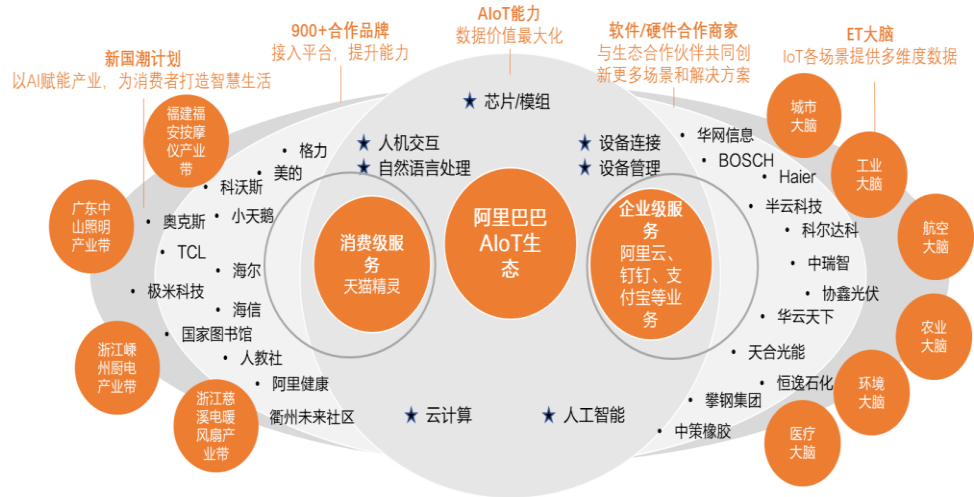 AIoT能力
数据价值最大化
900+合作品牌
接入平台，提升能力
软件/硬件合作商家
与生态合作伙伴共同创
新更多场景和解决方案
ET大脑
IoT各场景提供多维度数据
新国潮计划
以AI赋能产业，为消费者打造智慧生活
福建福
安按摩
仪产业
带
广东中
山照明
产业带
浙江嵊
州厨电
产业带
浙江慈
溪电暖
风扇产
业带
• 格力
• 美的
• 科沃斯
• 小天鹅
• 奥克斯
• TCL
• 海尔
• 极米科技
• 海信
• 国家图书馆
• 人教社
• 阿里健康
衢州未来社区
★ 芯片/模组
★ 人机交互
★ 自然语言处理
★ 设备连接
★ 设备管理
消费级服
务
天猫精灵
阿里巴巴
AIoT生
态
企业级服
务
阿里云、
钉钉、支
付宝等业
务
★ 云计算
★ 人工智能
• 华网信息
• BOSCH
• Haier
• 半云科技
• 科尔达科
• 中瑞智
• 协鑫光伏
• 华云天下
• 天合光能
• 恒逸石化
• 攀钢集团
• 中策橡胶
城市
大脑
工业
大脑
航空
大脑
农业
大脑
环境
大脑
医疗
大脑